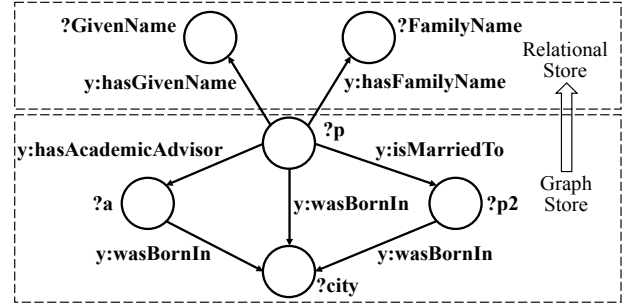 ?GivenName
?FamilyName
Relational
Store
y:hasGivenName
y:hasFamilyName
?p
y:hasAcademicAdvisor
y:isMarriedTo
Graph
Store
?a
y:wasBornIn
?p2
y:wasBornIn
y:wasBornIn
?city